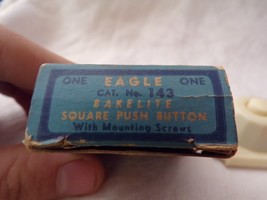 ONE EAGLE ONE
CAT. No. 143
BAKELITE
SQUARE PUSH BUTTON
With Mounting Screws